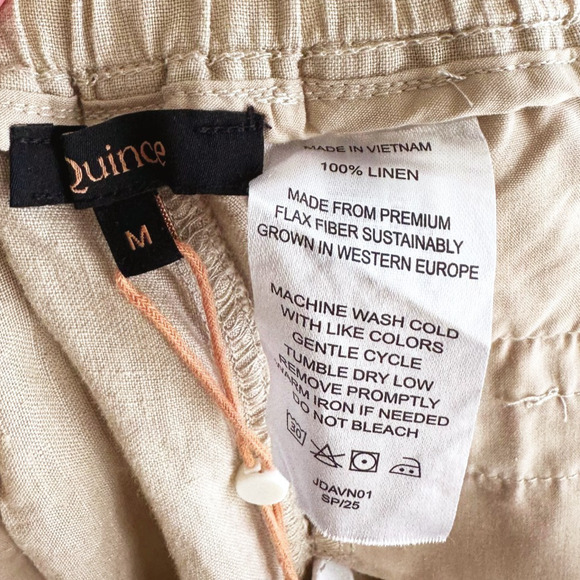 Quince
M
MADE IN VIETNAM
100% LINEN
MADE FROM PREMIUM
FLAX FIBER SUSTAINABLY
GROWN IN WESTERN EUROPE
MACHINE WASH COLD
WITH LIKE COLORS
GENTLE CYCLE
TUMBLE DRY LOW
REMOVE PROMPTLY
WARM IRON IF NEEDED
DO NOT BLEACH
30
JDAVN01
SP/25